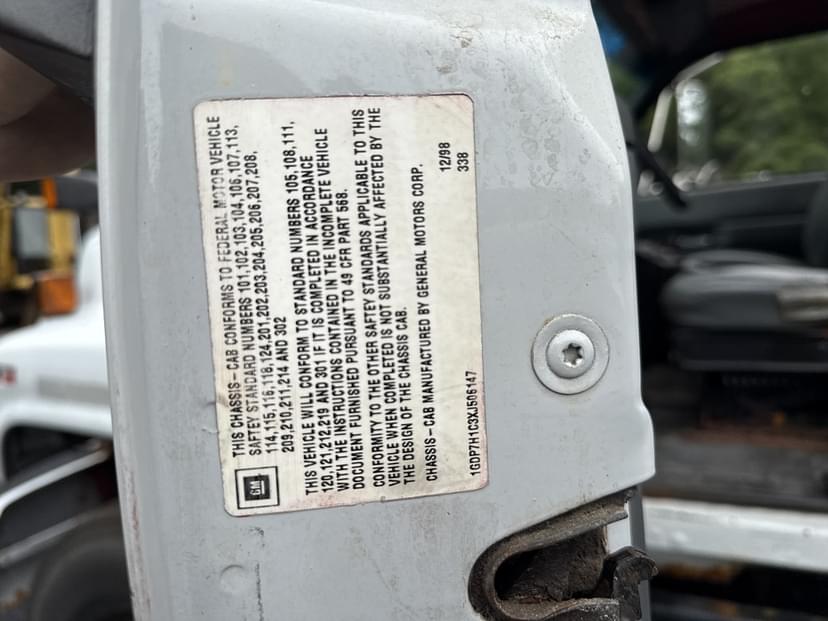 THIS CHASSIS-CAB CONFORMS TO FEDERAL MOTOR VEHICLE
SAFTEY STANDARD NUMBERS 101,102,103,104,106,107,113,
114,115,116,118,124,201,202,203,204,205,206,207,208,
209,210,211,214 AND 302
THIS VEHICLE WILL CONFORM TO STANDARD NUMBERS 105,108,111,
120,121,212,219 AND 301 IF IT IS COMPLETED IN ACCORDANCE
WITH THE INSTRUCTIONS CONTAINED IN THE INCOMPLETE VEHICLE
DOCUMENT FURNISHED PURSUANT TO 49 CFR PART 568.
CONFORMITY TO THE OTHER SAFTEY STANDARDS APPLICABLE TO THIS
VEHICLE WHEN COMPLETED IS NOT SUBSTANTIALLY AFFECTED BY THE
THE DESIGN OF THE CHASSIS CAB.
CHASSIS-CAB MANUFACTURED BY GENERAL MOTORS CORP.
12/98
338
1GDP7H1C3XJ506147
GM